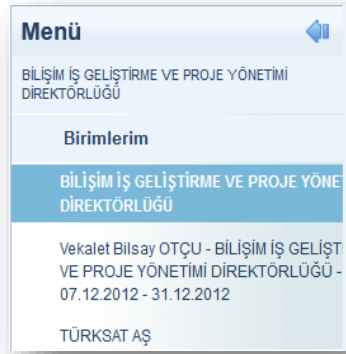 Menü
BİLİŞİM İŞ GELİŞTİRME VE PROJE YÖNETİMİ
DİREKTÖRLÜĞÜ
Birimlerim
BİLİŞİM İŞ GELİŞTİRME VE PROJE YÖNE
DİREKTÖRLÜĞÜ
Vekalet Bilsay OTÇU - BİLİŞİM İŞ GELİŞT
VE PROJE YÖNETİMİ DİREKTÖRLÜĞÜ -
07.12.2012 - 31.12.2012
TÜRKSAT AŞ